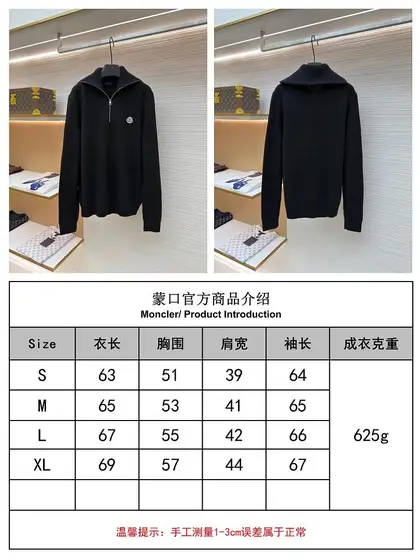 蒙口官方商品介绍
Moncler/ Product Introduction
Size 衣长 胸围 肩宽 袖长 成衣克重
S 63 51 39 64
M 65 53 41 65
L 67 55 42 66
XL 69 57 44 67
625g
温馨提示: 手工测量1-3cm误差属于正常